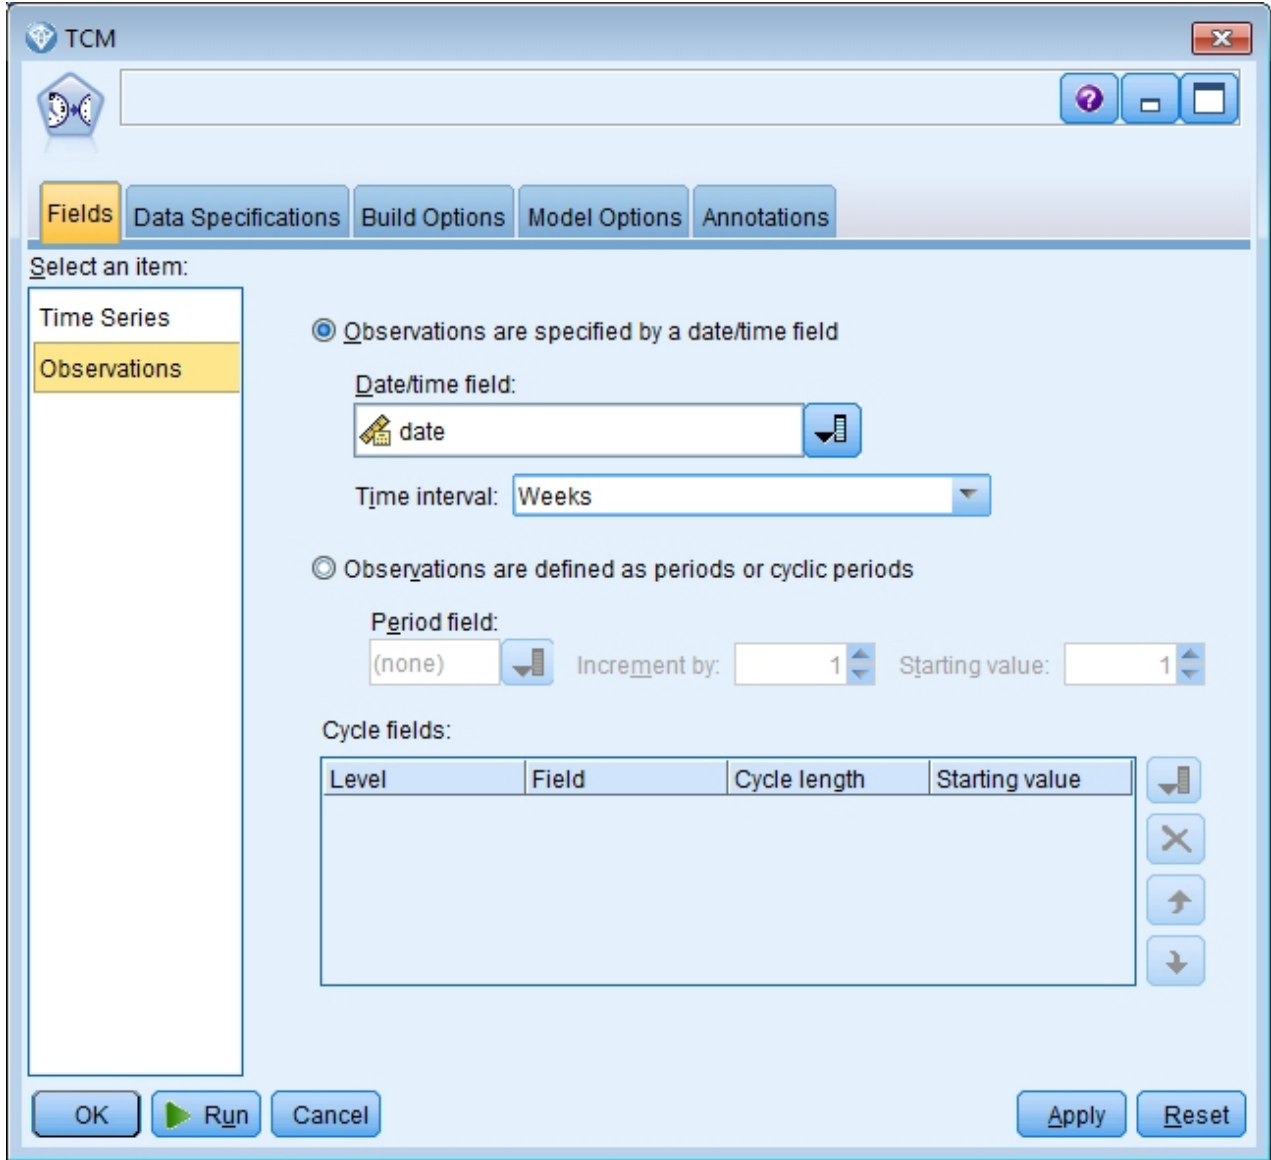 TCM
Fields Data Specifications Build Options Model Options Annotations
Select an item:
Time Series
Observations
Observations are specified by a date/time field
Date/time field:
date
Time interval: Weeks
Observations are defined as periods or cyclic periods
Period field:
(none) Increment by: 1 Starting value: 1
Cycle fields:
Level Field Cycle length Starting value
OK Run Cancel Apply Reset